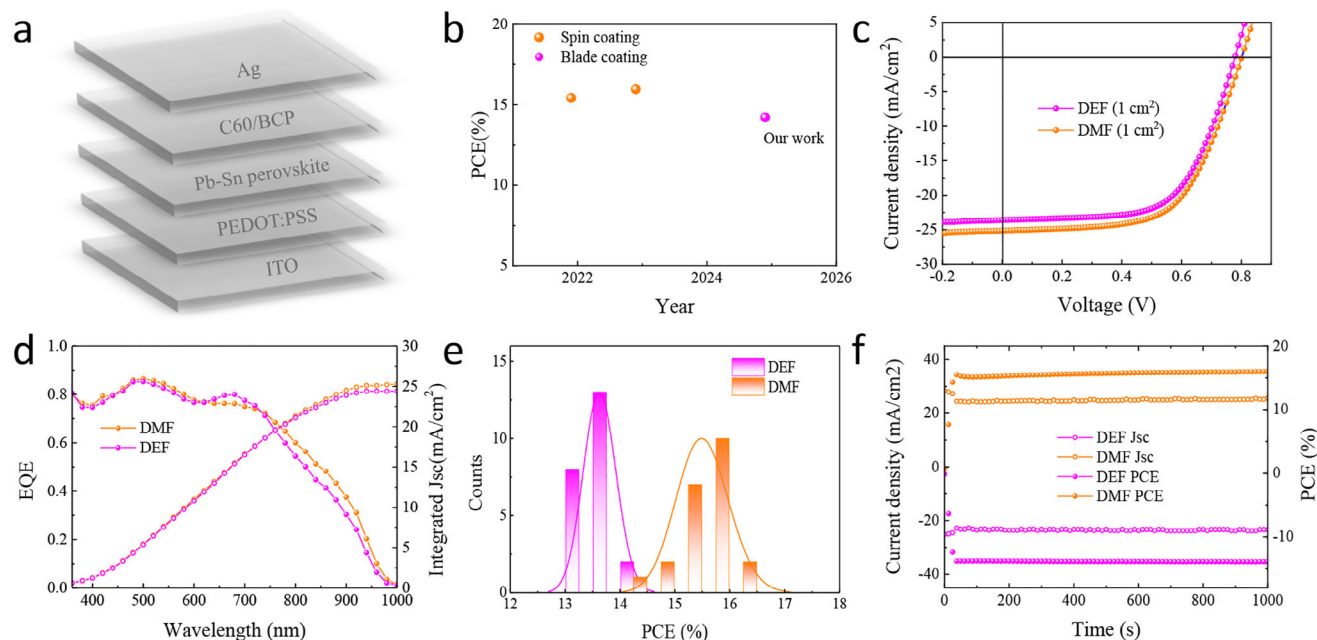 a
Ag
C60/BCP
Pb-Sn perovskite
PEDOT:PSS
ITO
b
20
15
10
5
PCE(%)
Spin coating
Blade coating
Our work
2022
2024
2026
Year
c
5
0
-5
-10
-15
-20
-25
-30
Current density (mA/cm²)
DEF (1 cm²)
DMF (1 cm²)
-0.2
0.0
0.2
0.4
0.6
0.8
Voltage (V)
d
1.0
0.8
0.6
0.4
0.2
0.0
EQE
DMF
DEF
30
25
20
15
10
5
0
Integrated Jsc(mA/cm²)
400
500
600
700
800
900
1000
Wavelength (nm)
e
15
10
5
0
Counts
DEF
DMF
12
13
14
15
16
17
18
PCE (%)
f
40
20
0
-20
-40
Current density (mA/cm2)
DEF Jsc
DMF Jsc
DEF PCE
DMF PCE
20
10
0
-10
PCE (%)
0
200
400
600
800
1000
Time (s)